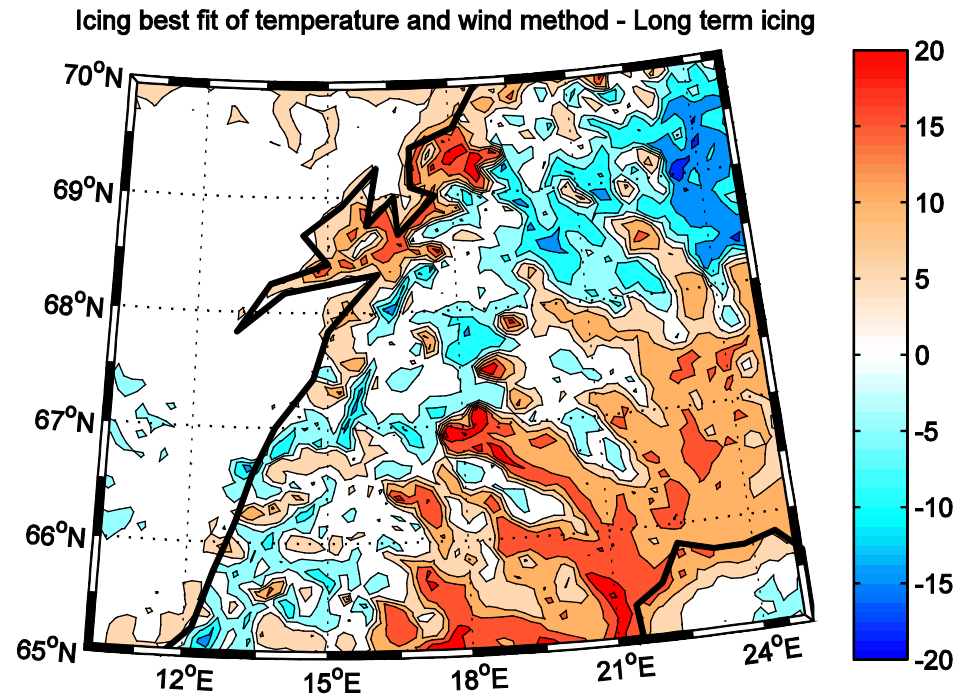 Icing best fit of temperature and wind method - Long term icing
70°N
69°N
68°N
67°N
66°N
65°N
12°E
15°E
18°E
21°E
24°E
20
15
10
5
0
-5
-10
-15
-20